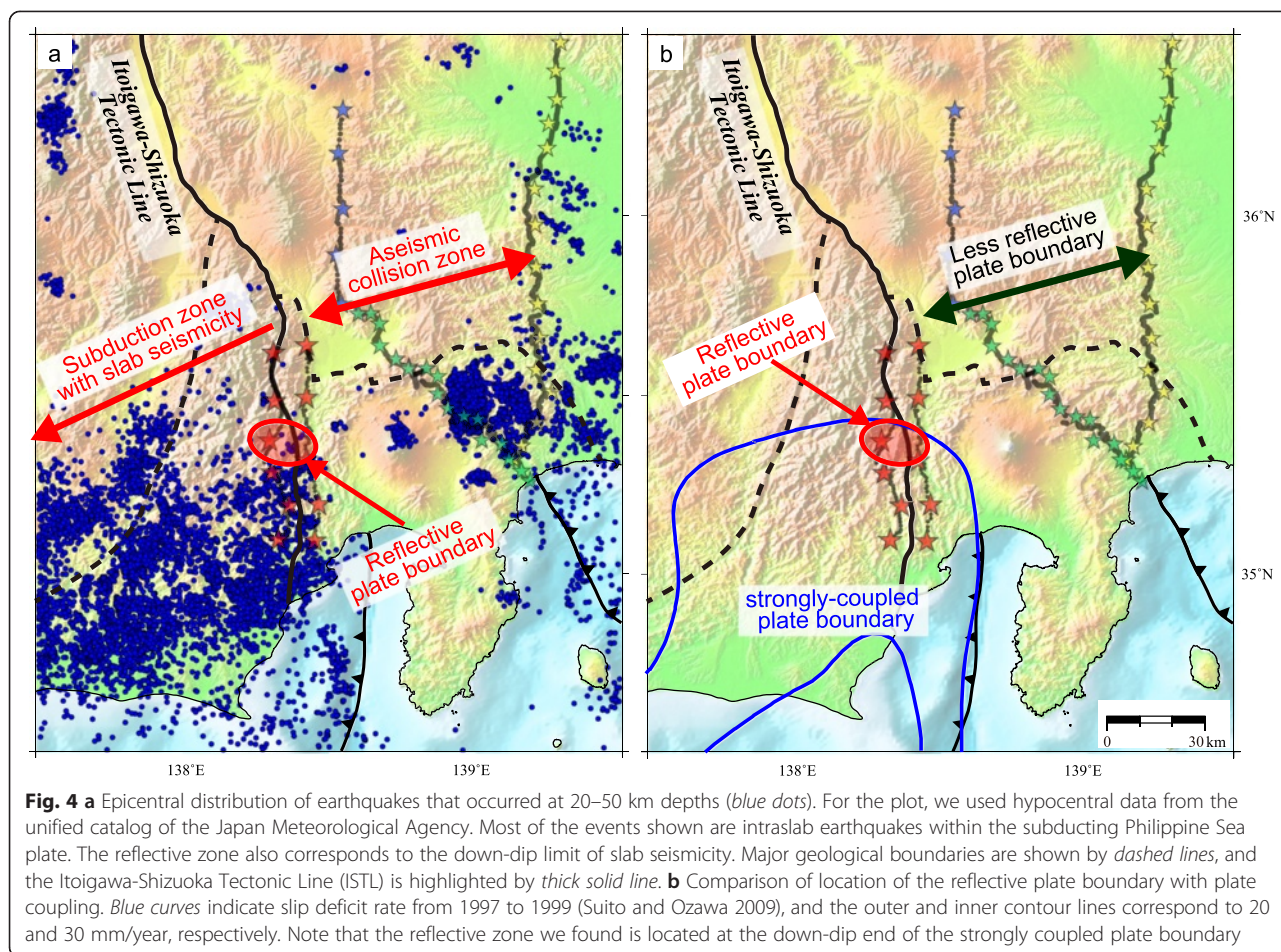 a
Itoigawa-Shizuoka
Tectonic Line
Aseismic
collision zone
Subduction zone
with slab seismicity
Reflective
plate boundary
138°E
139°E
b
Itoigawa-Shizuoka
Tectonic Line
Less reflective
plate boundary
Reflective
plate boundary
strongly-coupled
plate boundary
36°N
35°N
0
30 km
138°E
139°E
Fig. 4 a Epicentral distribution of earthquakes that occurred at 20–50 km depths (blue dots). For the plot, we used hypocentral data from the
unified catalog of the Japan Meteorological Agency. Most of the events shown are intraslab earthquakes within the subducting Philippine Sea
plate. The reflective zone also corresponds to the down-dip limit of slab seismicity. Major geological boundaries are shown by dashed lines, and
the Itoigawa-Shizuoka Tectonic Line (ISTL) is highlighted by thick solid line. b Comparison of location of the reflective plate boundary with plate
coupling. Blue curves indicate slip deficit rate from 1997 to 1999 (Suito and Ozawa 2009), and the outer and inner contour lines correspond to 20
and 30 mm/year, respectively. Note that the reflective zone we found is located at the down-dip end of the strongly coupled plate boundary